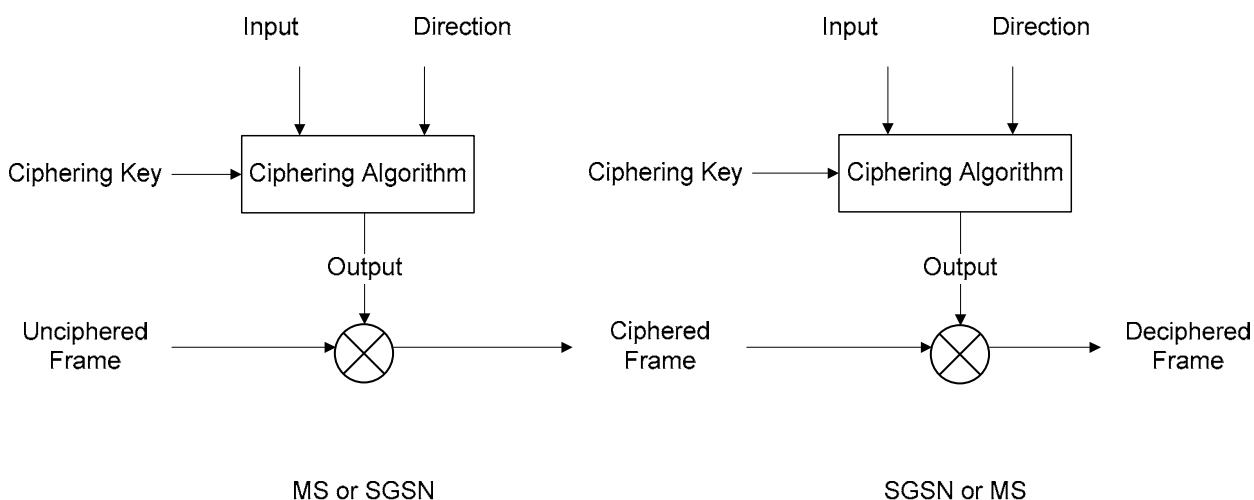 Input
Direction
Input
Direction
Ciphering Key
Ciphering Algorithm
Ciphering Key
Ciphering Algorithm
Output
Output
Unciphered
Frame
Ciphered
Frame
Deciphered
Frame
MS or SGSN
SGSN or MS